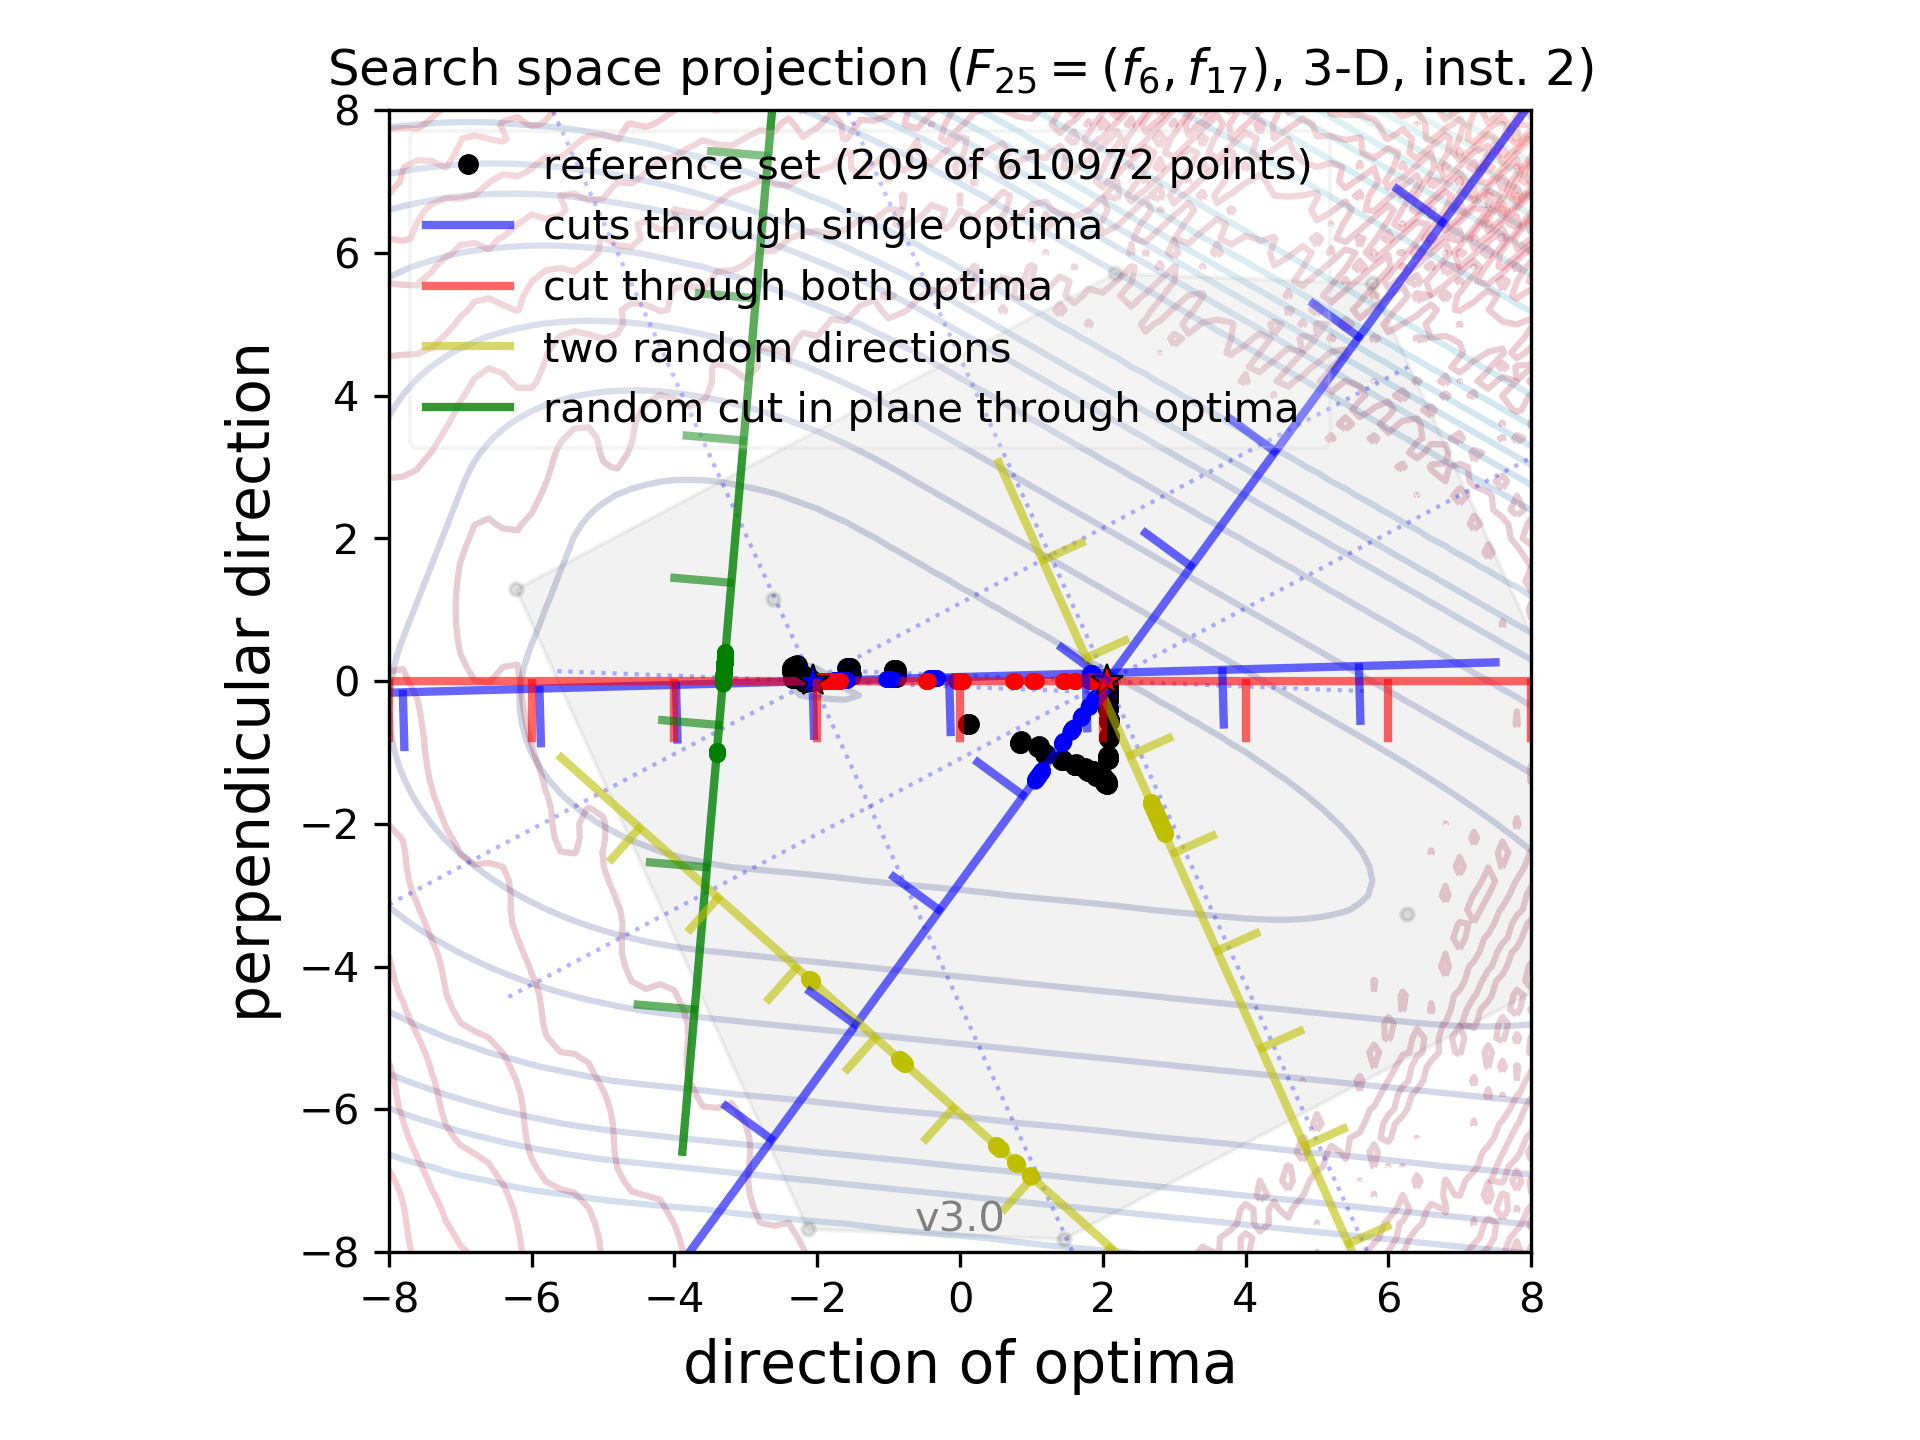 Search space projection (F₂₅ = (f₆, f₁₇), 3-D, inst. 2)
reference set (209 of 610972 points)
cuts through single optima
cut through both optima
two random directions
random cut in plane through optima
8
6
4
2
0
−2
−4
−6
−8
perpendicular direction
v3.0
−8 −6 −4 −2 0 2 4 6 8
direction of optima